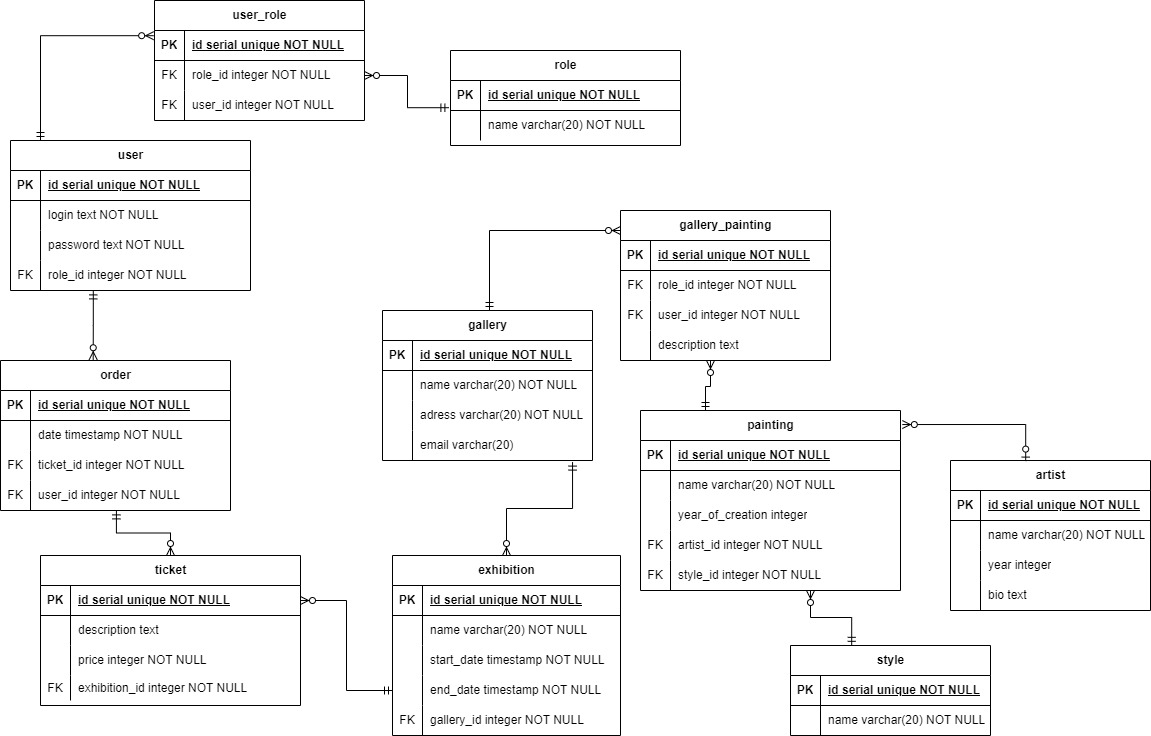 user_role
PK id serial unique NOT NULL
FK role_id integer NOT NULL
FK user_id integer NOT NULL
role
PK id serial unique NOT NULL
name varchar(20) NOT NULL
user
PK id serial unique NOT NULL
login text NOT NULL
password text NOT NULL
FK role_id integer NOT NULL
gallery_painting
PK id serial unique NOT NULL
FK role_id integer NOT NULL
FK user_id integer NOT NULL
description text
gallery
PK id serial unique NOT NULL
name varchar(20) NOT NULL
adress varchar(20) NOT NULL
email varchar(20)
order
PK id serial unique NOT NULL
date timestamp NOT NULL
FK ticket_id integer NOT NULL
FK user_id integer NOT NULL
painting
PK id serial unique NOT NULL
name varchar(20) NOT NULL
year_of_creation integer
FK artist_id integer NOT NULL
FK style_id integer NOT NULL
artist
PK id serial unique NOT NULL
name varchar(20) NOT NULL
year integer
bio text
ticket
PK id serial unique NOT NULL
description text
price integer NOT NULL
FK exhibition_id integer NOT NULL
exhibition
PK id serial unique NOT NULL
name varchar(20) NOT NULL
start_date timestamp NOT NULL
end_date timestamp NOT NULL
FK gallery_id integer NOT NULL
style
PK id serial unique NOT NULL
name varchar(20) NOT NULL